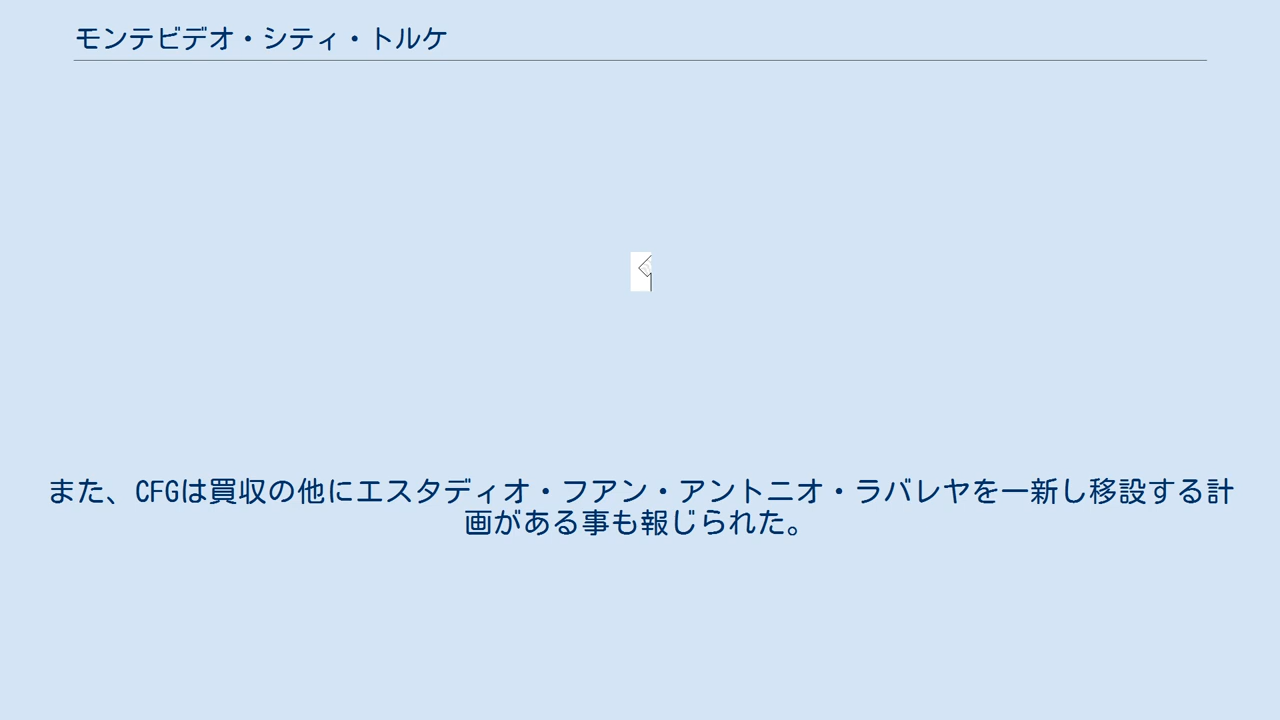 モンテビデオ・シティ・トルケ
また、CFGは買収の他にエスタディオ・フアン・アントニオ・ラバレヤを一新し移設する計
画がある事も報じられた。